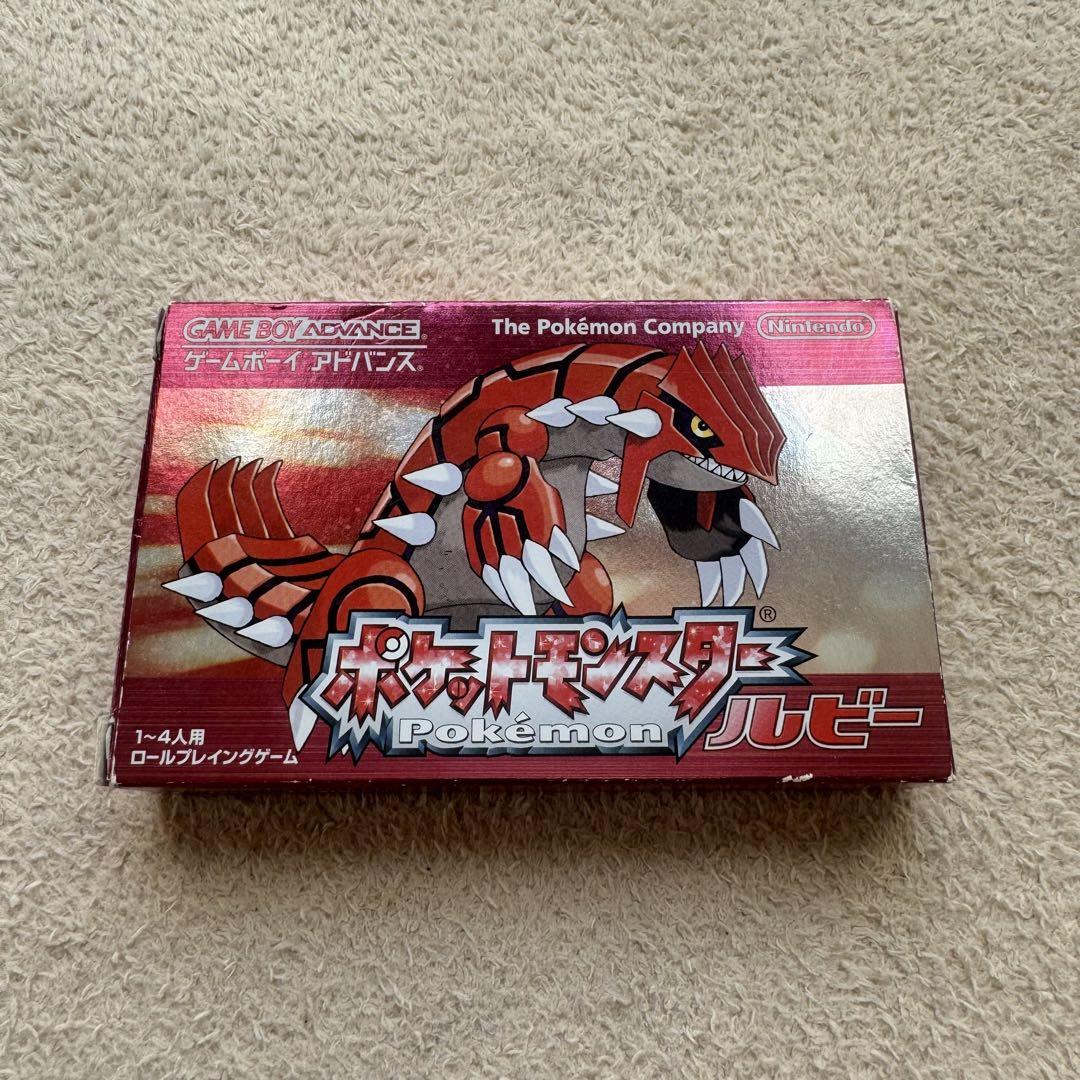 GAME BOY ADVANCE
ゲームボーイ アドバンス®
The Pokémon Company
Nintendo®
ポケットモンスター®
Pokémon
ルビー
1~4人用
ロールプレイングゲーム